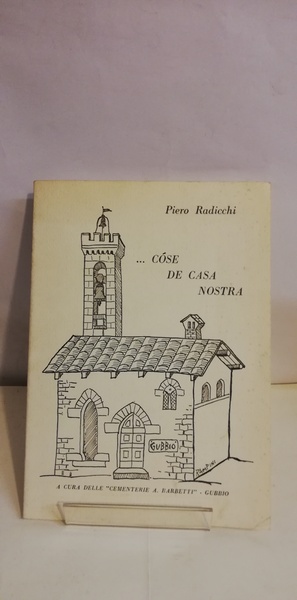 Piero Radicchi
... CÓSE
DE CASA
NOSTRA
GUBBIO
A CURA DELLE "CEMENTERIE A. BARBETTI" - GUBBIO